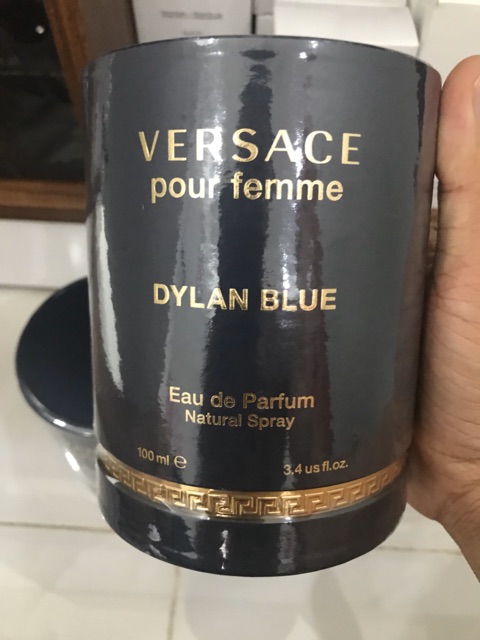 VERSACE
pour femme
DYLAN BLUE
Eau de Parfum
Natural Spray
100 ml ℮
3.4 us fl.oz.